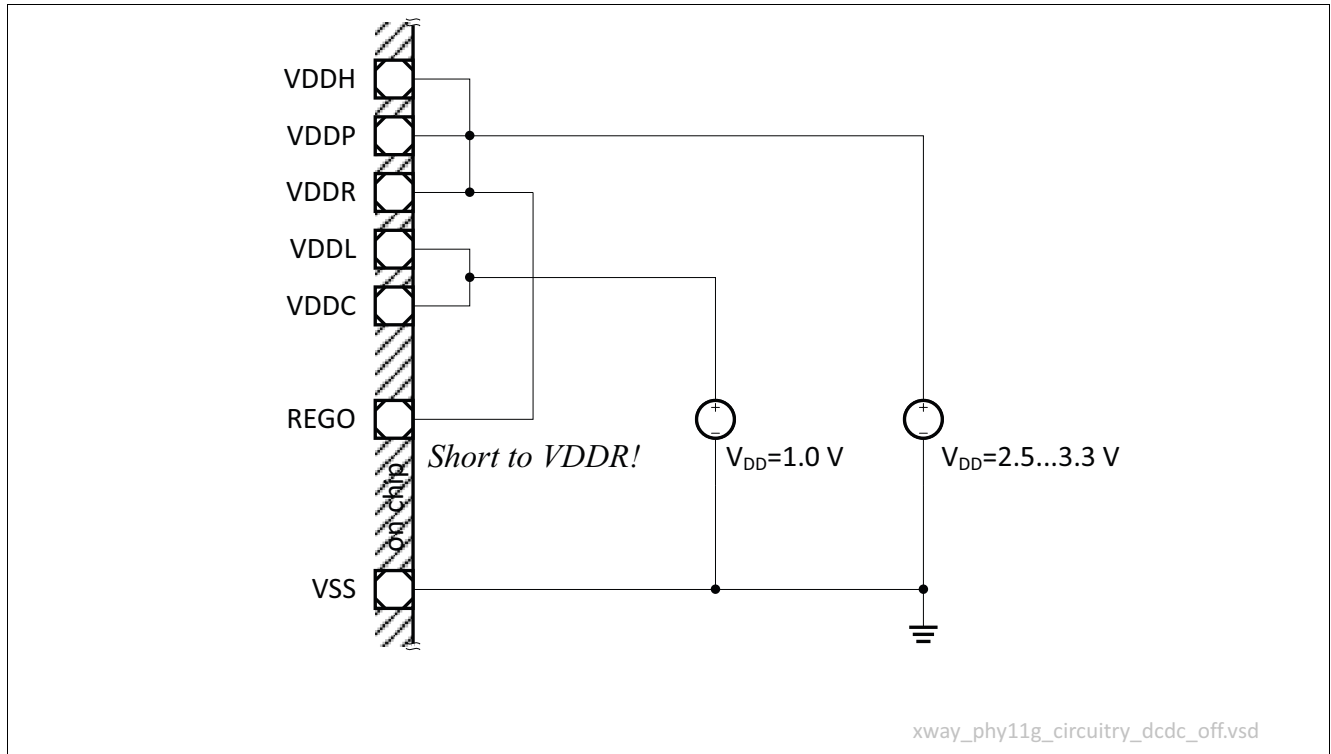 VDDH
VDDP
VDDR
VDDL
VDDC
REGO
Short to VDDR!
+
−
VDD=1.0 V
+
−
VDD=2.5...3.3 V
on chip
VSS
xway_phy11g_circuitry_dcdc_off.vsd